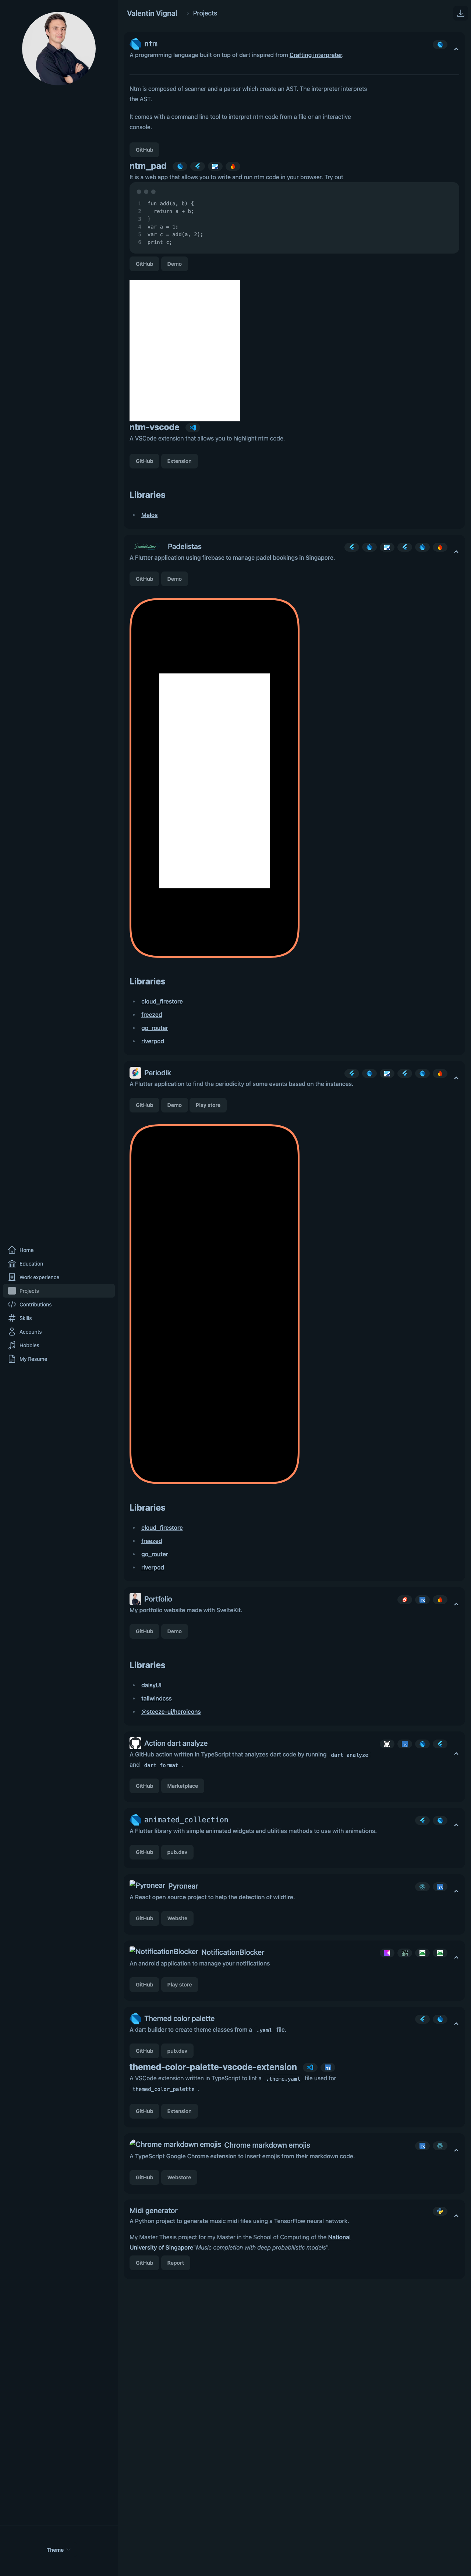 Valentin Vignal
Projects
ntm
A programming language built on top of dart inspired from Crafting interpreter.
Ntm is composed of scanner and a parser which create an AST. The interpreter interprets
the AST.
It comes with a command line tool to interpret ntm code from a file or an interactive
console.
GitHub
ntm_pad
It is a web app that allows you to write and run ntm code in your browser. Try out
1 fun add(a, b) {
2 return a + b;
3 }
4 var a = 1;
5 var c = add(a, 2);
6 print c;
GitHub Demo
ntm-vscode
A VSCode extension that allows you to highlight ntm code.
GitHub Extension
Libraries
• Melos
Padelistas
Padelistas
A Flutter application using firebase to manage padel bookings in Singapore.
GitHub Demo
Libraries
• cloud_firestore
• freezed
• go_router
• riverpod
Periodik
A Flutter application to find the periodicity of some events based on the instances.
GitHub Demo Play store
Home
Education
Work experience
Projects
Contributions
Skills
Accounts
Hobbies
My Resume
Libraries
• cloud_firestore
• freezed
• go_router
• riverpod
Portfolio
My portfolio website made with SvelteKit.
GitHub Demo
Libraries
• daisyUI
• tailwindcss
• @steeze-ui/heroicons
Action dart analyze
A GitHub action written in TypeScript that analyzes dart code by running dart analyze
and dart format .
GitHub Marketplace
animated_collection
A Flutter library with simple animated widgets and utilities methods to use with animations.
GitHub pub.dev
Pyronear Pyronear
A React open source project to help the detection of wildfire.
GitHub Website
NotificationBlocker NotificationBlocker
An android application to manage your notifications
GitHub Play store
Themed color palette
A dart builder to create theme classes from a .yaml file.
GitHub pub.dev
themed-color-palette-vscode-extension
A VSCode extension written in TypeScript to lint a .theme.yaml file used for
themed_color_palette .
GitHub Extension
Chrome markdown emojis Chrome markdown emojis
A TypeScript Google Chrome extension to insert emojis from their markdown code.
GitHub Webstore
Midi generator
A Python project to generate music midi files using a TensorFlow neural network.
My Master Thesis project for my Master in the School of Computing of the National
University of Singapore"Music completion with deep probabilistic models".
GitHub Report
Theme